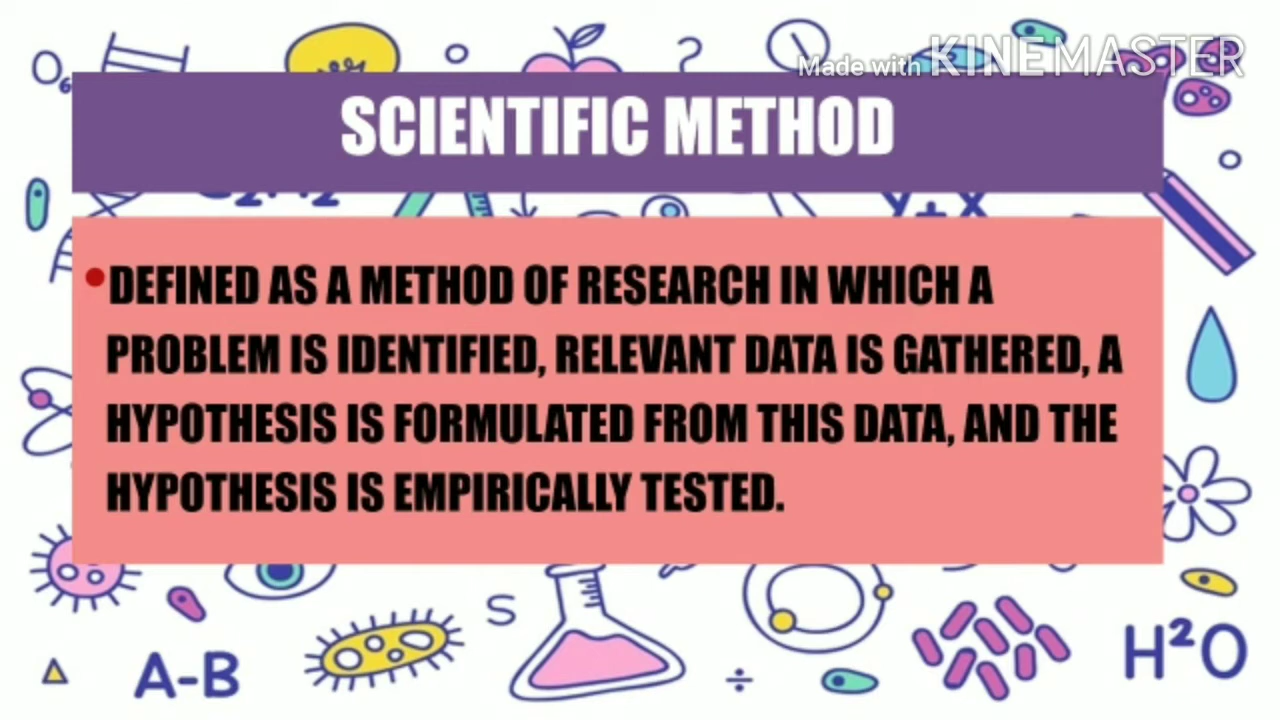 Made with KINEMASTER
SCIENTIFIC METHOD
•DEFINED AS A METHOD OF RESEARCH IN WHICH A
PROBLEM IS IDENTIFIED, RELEVANT DATA IS GATHERED, A
HYPOTHESIS IS FORMULATED FROM THIS DATA, AND THE
HYPOTHESIS IS EMPIRICALLY TESTED.
O₆
?
Y+X
S
A-B
÷
H²O